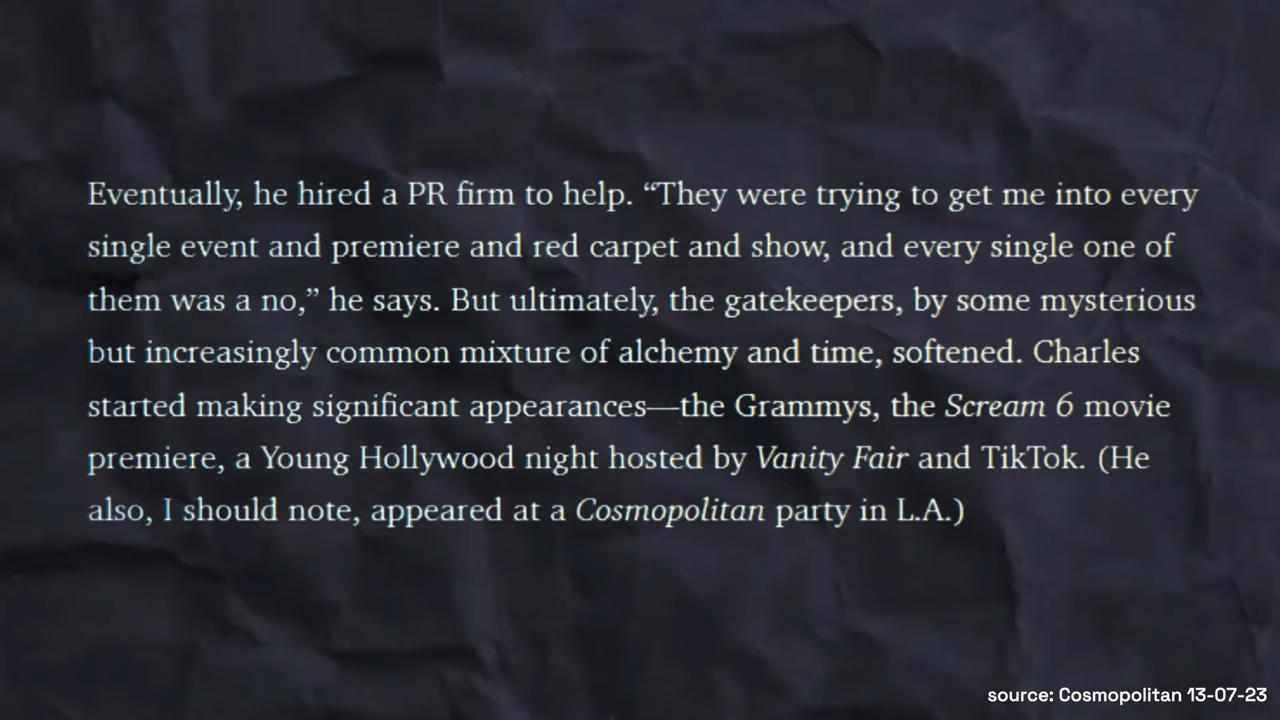 Eventually, he hired a PR firm to help. “They were trying to get me into every
single event and premiere and red carpet and show, and every single one of
them was a no,” he says. But ultimately, the gatekeepers, by some mysterious
but increasingly common mixture of alchemy and time, softened. Charles
started making significant appearances—the Grammys, the Scream 6 movie
premiere, a Young Hollywood night hosted by Vanity Fair and TikTok. (He
also, I should note, appeared at a Cosmopolitan party in L.A.)
source: Cosmopolitan 13-07-23